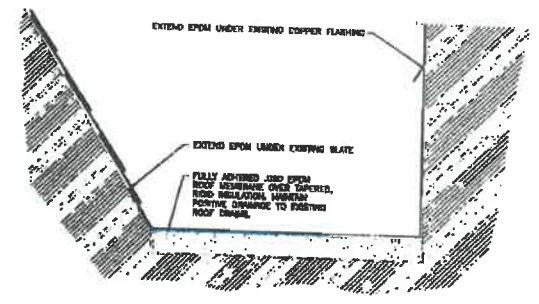 EXTEND EPDM UNDER EXISTING COPPER FLASHING
EXTEND EPDM UNDER EXISTING SLATE
FULLY ADHERED .060 EPDM
ROOF MEMBRANE OVER TAPERED,
RIGID INSULATION, MAINTAIN
POSITIVE DRAINAGE TO EXISTING
ROOF DRAINS.